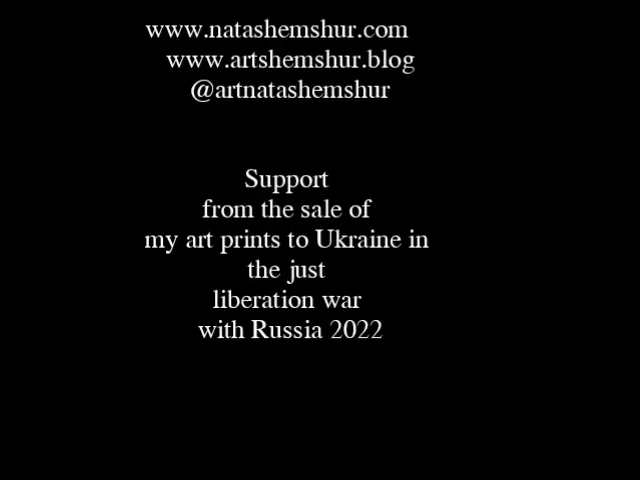 www.natashemshur.com
www.artshemshur.blog
@artnatashemshur
Support
from the sale of
my art prints to Ukraine in
the just
liberation war
with Russia 2022